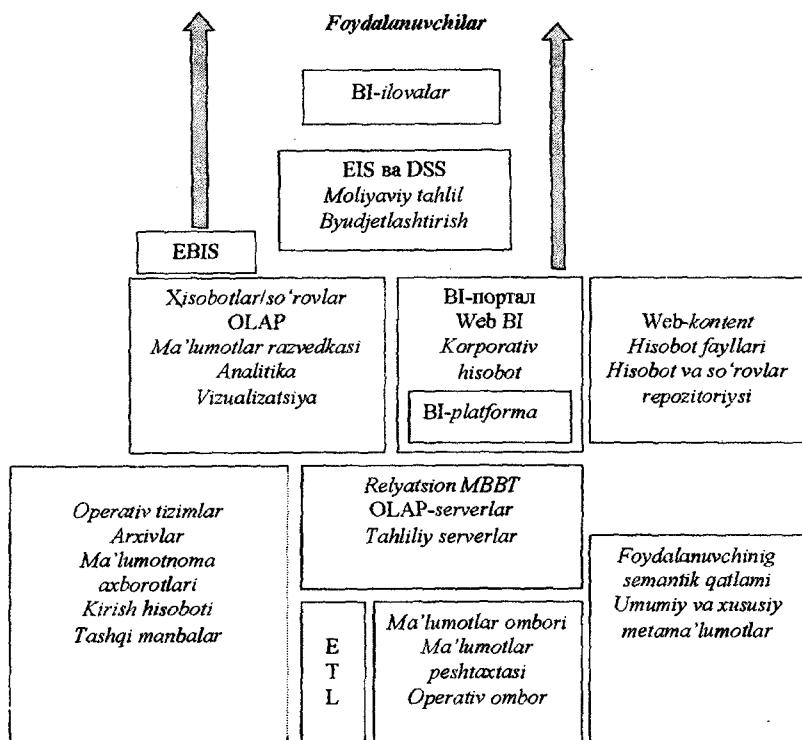 Foydalanuvchilar
BI-ilovalar
EIS ва DSS
Moliyaviy tahlil
Byudjetlashtirish
EBIS
Ҳisobotlar/so‘rovlar
OLAP
Ma’lumotlar razvedkasi
Analitika
Vizualizatsiya
BI-портал
Web BI
Korporativ
hisobot
BI-platforma
Web-kontent
Hisobot fayllari
Hisobot va so‘rovlar
repozitoriysi
Operativ tizimlar
Arxivlar
Ma’lumotnoma
axborotlari
Kirish hisoboti
Tashqi manbalar
Relyatsion MBBT
OLAP-serverlar
Tahliliy serverlar
E
T
L
Ma’lumotlar ombori
Ma’lumotlar
peshtaxtasi
Operativ ombor
Foydalanuvchinig
semantik qatlami
Umumiy va xususiy
metama’lumotlar